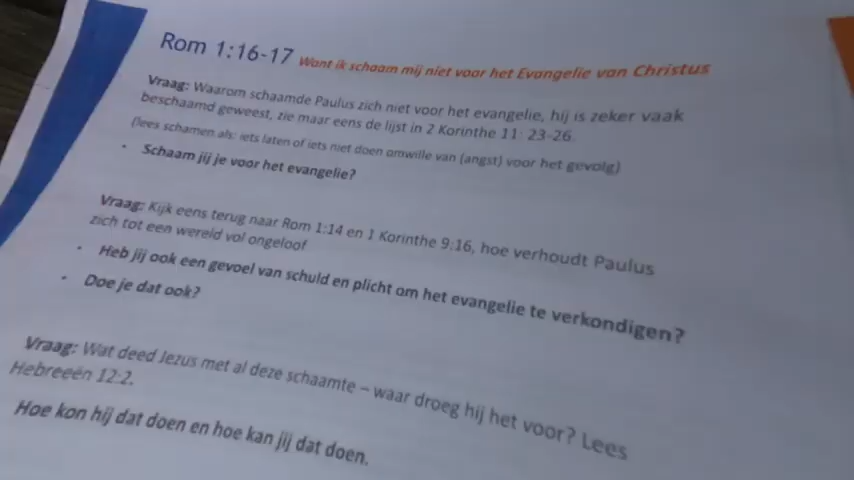 Rom 1:16-17 Want ik schaam mij niet voor het Evangelie van Christus
Vraag: Waarom schaamde Paulus zich niet voor het evangelie, hij is zeker vaak
beschaamd geweest, zie maar eens de lijst in 2 Korinthe 11: 23-26.
(lees schamen als: iets laten of iets niet doen omwille van (angst) voor het gevolg)
• Schaam jij je voor het evangelie?
Vraag: Kijk eens terug naar Rom 1:14 en 1 Korinthe 9:16, hoe verhoudt Paulus
zich tot een wereld vol ongeloof
• Heb jij ook een gevoel van schuld en plicht om het evangelie te verkondigen?
• Doe je dat ook?
Vraag: Wat deed Jezus met al deze schaamte – waar droeg hij het voor? Lees
Hebreeën 12:2.
Hoe kon hij dat doen en hoe kan jij dat doen.